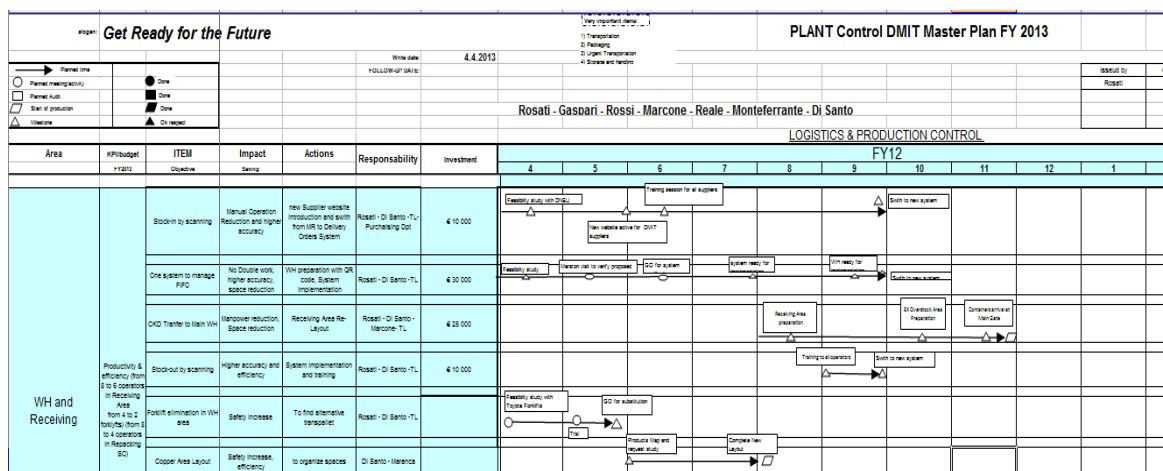 slogan: Get Ready for the Future
Very important items:
1) Transportation
2) Packaging
3) Urgent Transportation
4) Storage and handling
PLANT Control DMIT Master Plan FY 2013
Write date: 4.4.2013
FOLLOW-UP DATE:
Planned time
Planned meeting/activity Done
Planned Audit Done
Start of production Done
Milestone Ok respect
Issued by
Rosati
Rosati - Gaspari - Rossi - Marcone - Reale - Monteferrante - Di Santo
LOGISTICS & PRODUCTION CONTROL
Area KPI/budget ITEM Impact Actions Responsability Investment FY12
FY2013 Objective Saving 4 5 6 7 8 9 10 11 12 1
WH and
Receiving
Productivity &
efficiency (from
8 to 6 operators
in Receiving
Area
from 4 to 2
forklyfts) (from 8
to 4 operators
in Repacking
SC)
Stock-in by scanning
Manual Operation
Reduction and higher
accuracy
new Supplier website
introduction and swith
from MR to Delivery
Orders System
Rosati - Di Santo -TL-
Purchaising Dpt
€ 10 000
Feasibility study with DNEU
Training session for all suppliers
New website active for DMIT
suppliers
Swith to new system
One system to manage
FIFO
No Double work,
higher accuracy,
space reduction
WH preparation with QR
code, System
Implementation
Rosati - Di Santo -TL
€ 30 000
Feasibility study
visit to verify proposed
GO for system
system ready for
WH ready for
Swith to new system
CKD Tranfer to Main WH
Manpower reduction,
Space reduction
Receiving Area Re-
Layout
Rosati - Di Santo -
Marcone- TL
€ 25 000
Receiving Area
preparation
EX Overstock Area
Preparation
Main Gate
Stock-out by scanning
Higher accuracy and
efficiency
System Implementation
and training
Rosati - Di Santo -TL
€ 10 000
Training to all operators
Swith to new system
Forklift elimination in WH
area
Safety increase
To find alternative
transpallet
Rosati - Di Santo -TL
Feasibility study with
Toyota Forklifts
Trial
GO for substitution
Copper Area Layout
Safety increase,
efficiency
to organize spaces
Di Santo - Maranca
Products Map and
request study
Complete New
Layout